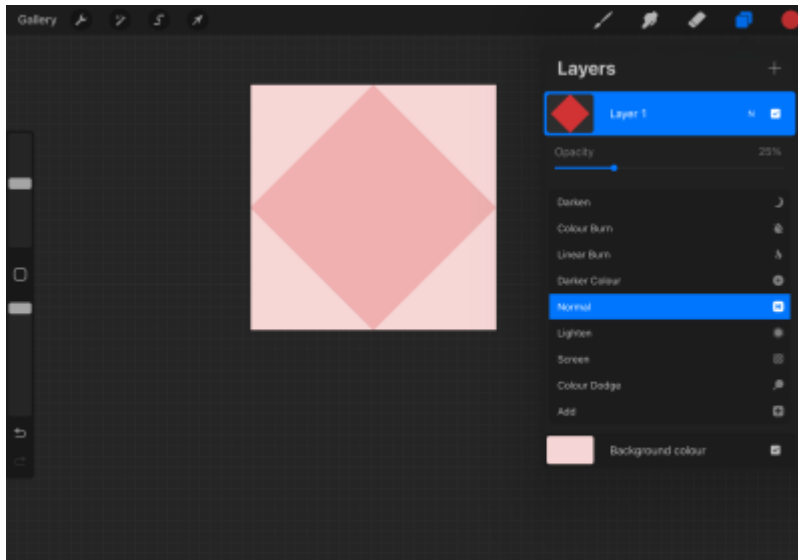 Gallery
Layers
Layer 1 N
Opacity 25%
Darken
Colour Burn
Linear Burn
Darker Colour
Normal
Lighten
Screen
Colour Dodge
Add
Background colour